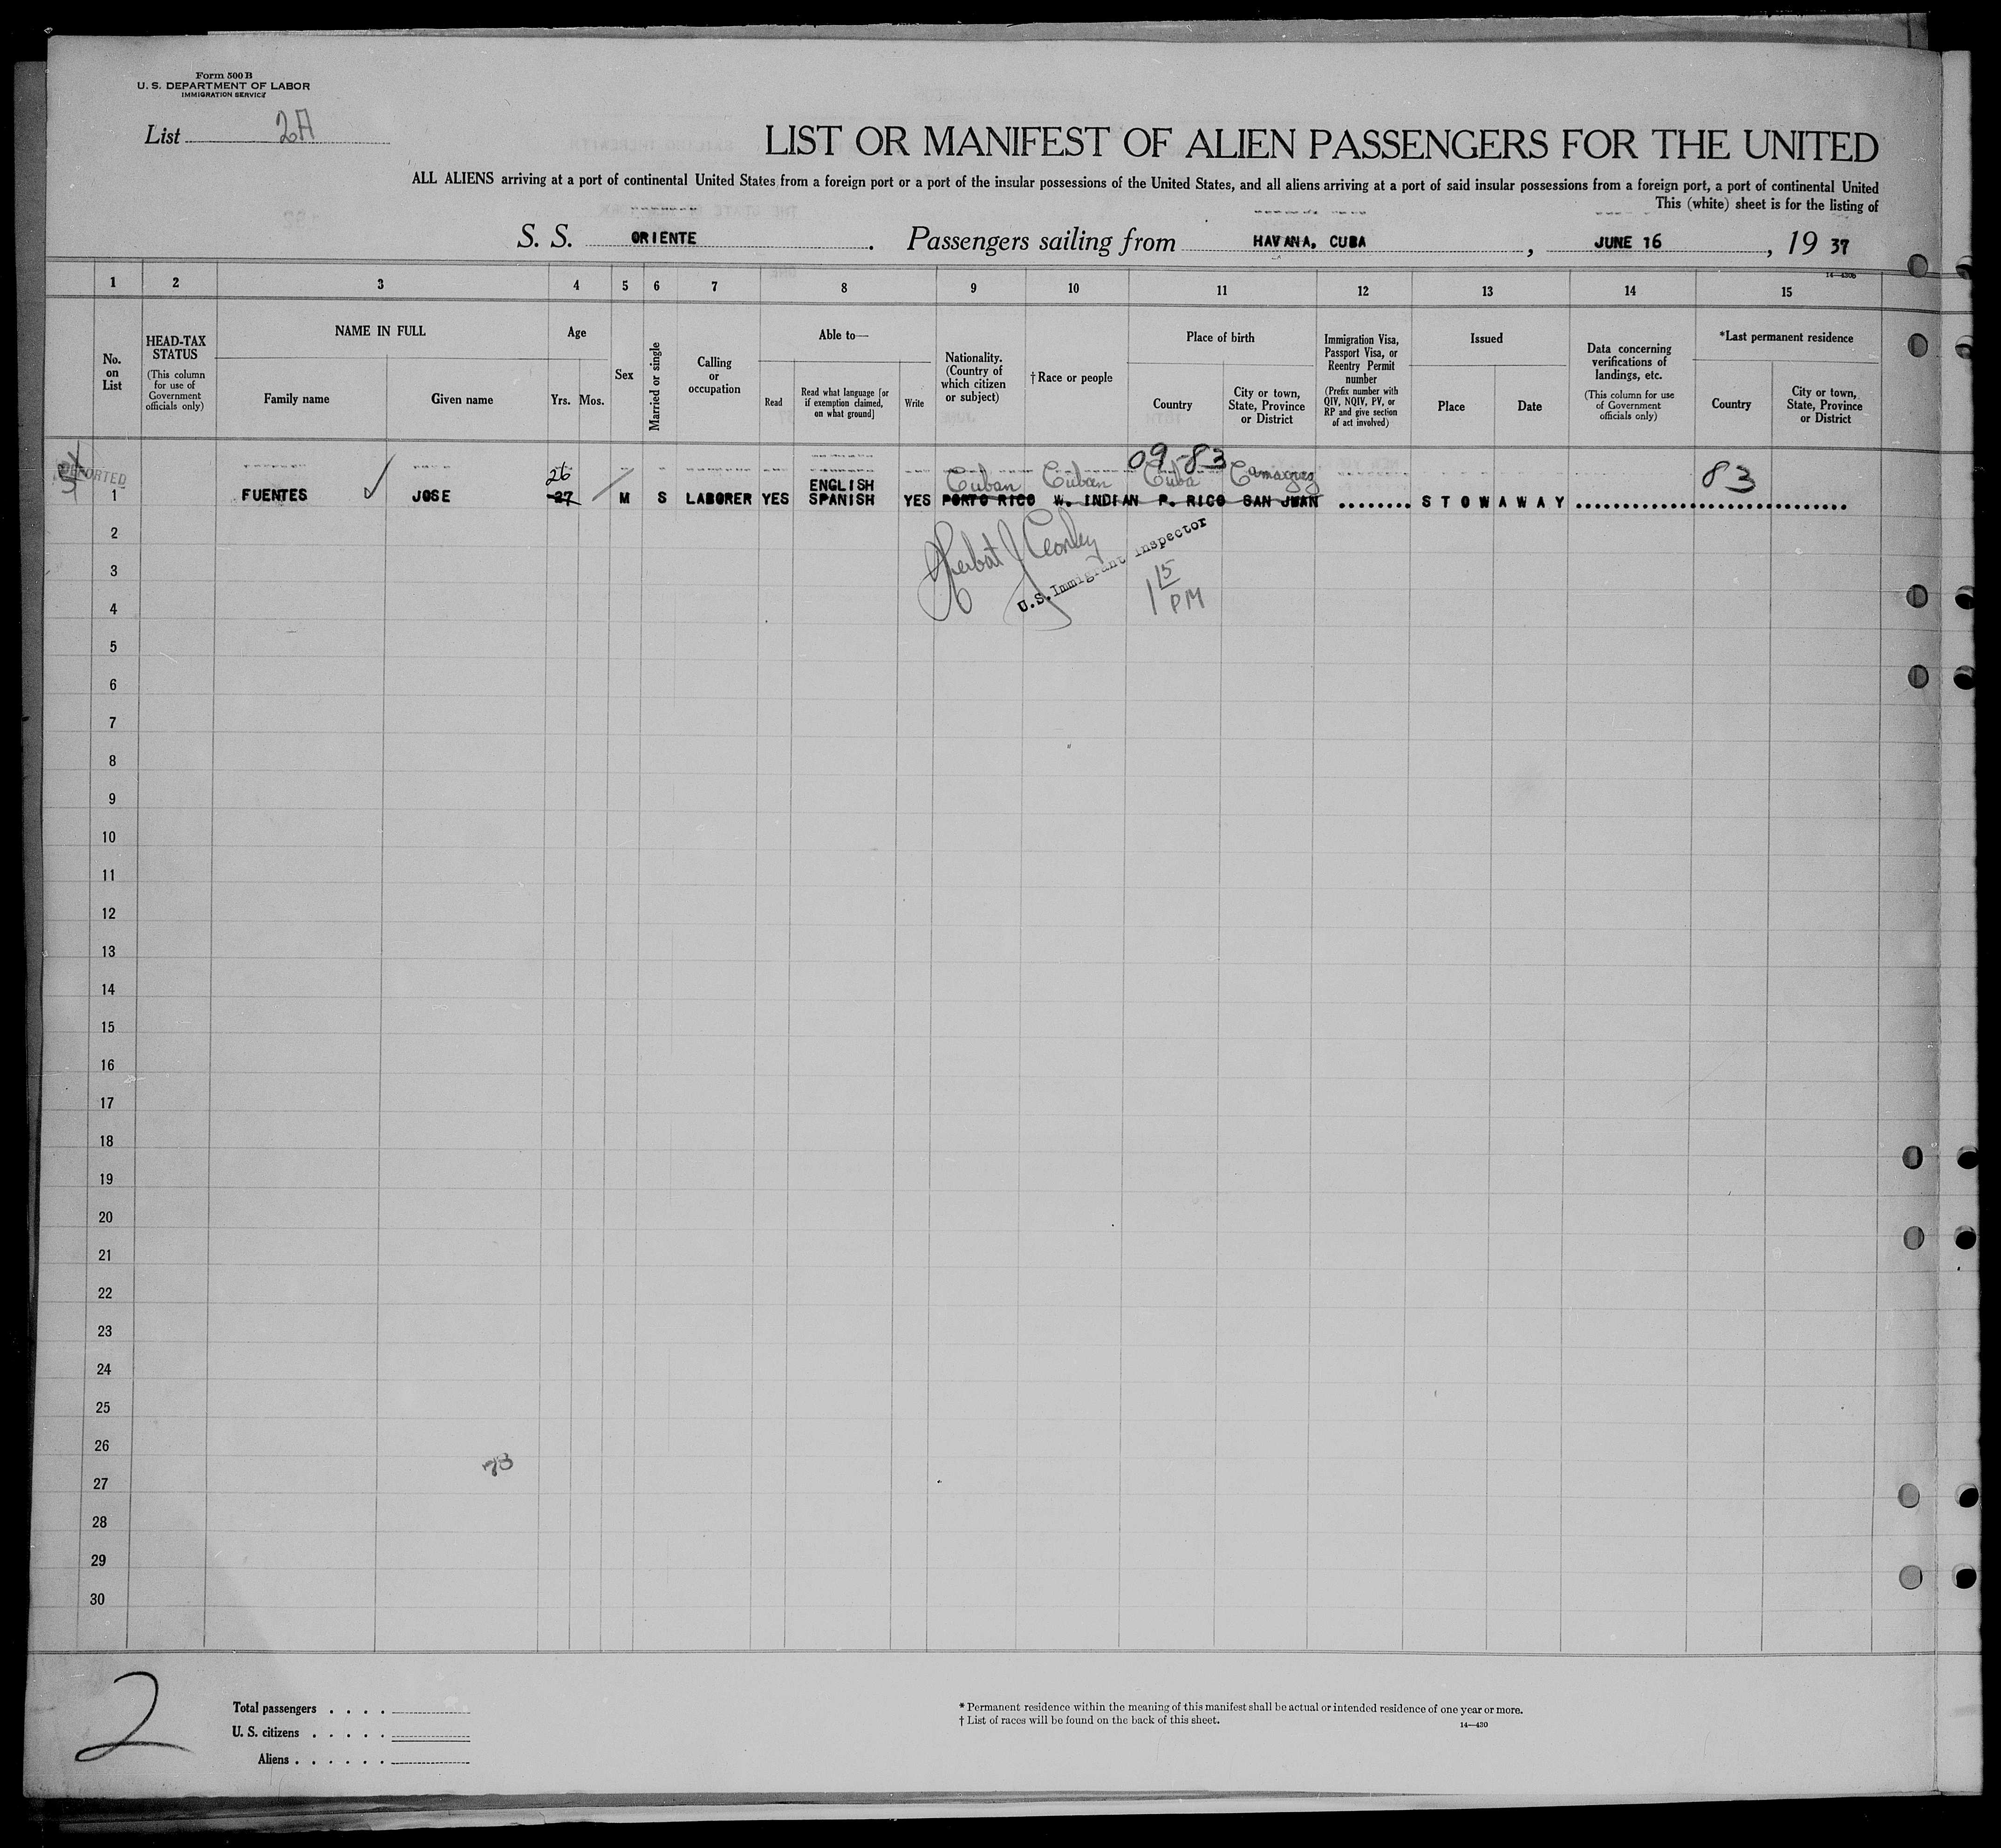 Form 500 B
U. S. DEPARTMENT OF LABOR
IMMIGRATION SERVICE
List 2A
LIST OR MANIFEST OF ALIEN PASSENGERS FOR THE UNITED
ALL ALIENS arriving at a port of continental United States from a foreign port or a port of the insular possessions of the United States, and all aliens arriving at a port of said insular possessions from a foreign port, a port of continental United
This (white) sheet is for the listing of
S. S. ORIENTE. Passengers sailing from HAVANA, CUBA, JUNE 16, 19 37
14—430b
1 2 3 4 5 6 7 8 9 10 11 12 13 14 15
No. on List
HEAD-TAX STATUS
(This column for use of Government officials only)
NAME IN FULL
Family name
Given name
Age
Yrs. Mos.
Sex
Married or single
Calling or occupation
Able to—
Read
Read what language [or if exemption claimed, on what ground]
Write
Nationality. (Country of which citizen or subject)
† Race or people
Place of birth
Country
City or town, State, Province or District
Immigration Visa, Passport Visa, or Reentry Permit number
(Prefix number with QIV, NQIV, PV, or RP and give section of act involved)
Issued
Place
Date
Data concerning verifications of landings, etc.
(This column for use of Government officials only)
*Last permanent residence
Country
City or town, State, Province or District
09-83
DEPORTED
26 Cuban Cuban Cuba Camaguey 83
ENGLISH
1 FUENTES JOSE 27 M S LABORER YES SPANISH YES PORTO RICO W. INDIAN P. RICO SAN JUAN ........ STOWAWAY..............................
U.S. Immigrant Inspector
1 15 PM
2
3
4
5
6
7
8
9
10
11
12
13
14
15
16
17
18
19
20
21
22
23
24
25
26
27
28
29
30
2
Total passengers . . . .
U. S. citizens . . . . .
Aliens . . . . . .
* Permanent residence within the meaning of this manifest shall be actual or intended residence of one year or more.
† List of races will be found on the back of this sheet.
14—430